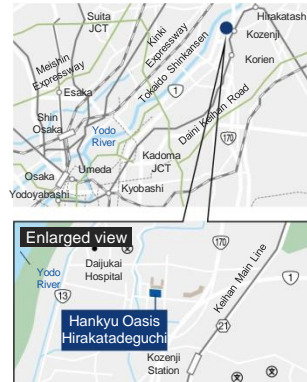 Suita
JCT
Kinki
Expressway
Hirakatash
Kozenji
Meishin
Expressway
Tokaido Shinkansen
Korien
Esaka
1
Shin
Osaka
Yodo
River
Daini Keihan Road
170
Osaka
Umeda
Kadoma
JCT
Yodoyabashi
Kyobashi
Enlarged view
Daijukai
Hospital
170
Yodo
River
13
Keihan Main Line
1
Hankyu Oasis
Hirakatadeguchi
21
Kozenji
Station